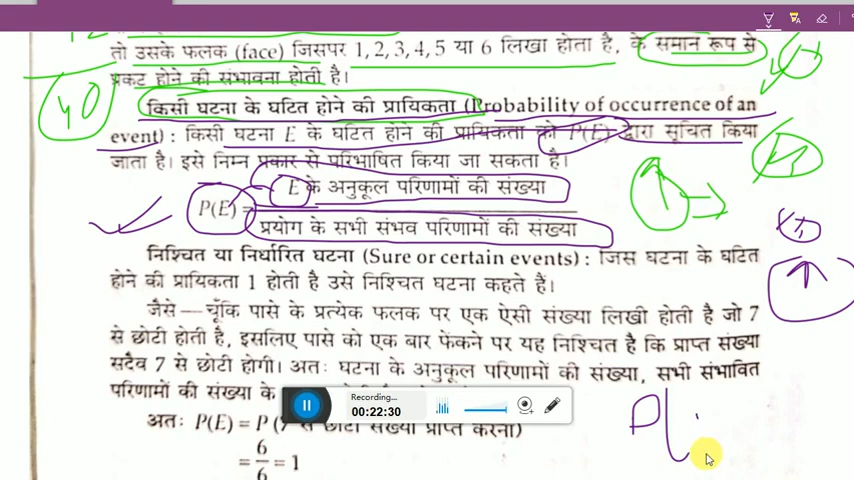 तो उसके फलक (face) जिसपर 1, 2, 3, 4, 5 या 6 लिखा होता है, के समान रूप से
प्रकट होने की संभावना होती है।
40
किसी घटना के घटित होने की प्रायिकता (Probability of occurrence of an
event) : किसी घटना E के घटित होने की प्रायिकता को P(E) द्वारा सूचित किया
जाता है। इसे निम्न प्रकार से परिभाषित किया जा सकता है।
P(E) = E के अनुकूल परिणामों की संख्या
प्रयोग के सभी संभव परिणामों की संख्या
निश्चित या निर्धारित घटना (Sure or certain events) : जिस घटना के घटित
होने की प्रायिकता 1 होती है उसे निश्चित घटना कहते हैं।
जैसे — चूँकि पासे के प्रत्येक फलक पर एक ऐसी संख्या लिखी होती है जो 7
से छोटी होती है, इसलिए पासे को एक बार फेंकने पर यह निश्चित है कि प्राप्त संख्या
सदैव 7 से छोटी होगी। अतः घटना के अनुकूल परिणामों की संख्या, सभी संभावित
परिणामों की संख्या के
Recording...
00:22:30
अतः P(E) = P (7 से छोटी संख्या प्राप्त करना)
P(
= 6/6 = 1